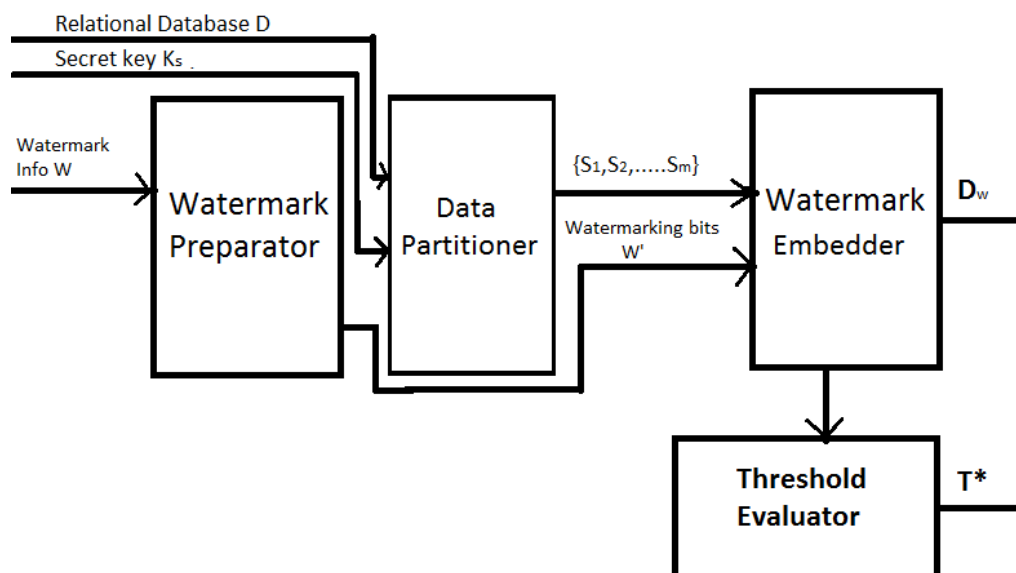 Relational Database D
Secret key Ks .
Watermark
Info W
Watermark
Preparator
Data
Partitioner
{S1,S2,.....Sm}
Watermarking bits
W'
Watermark
Embedder
Dw
Threshold
Evaluator
T*